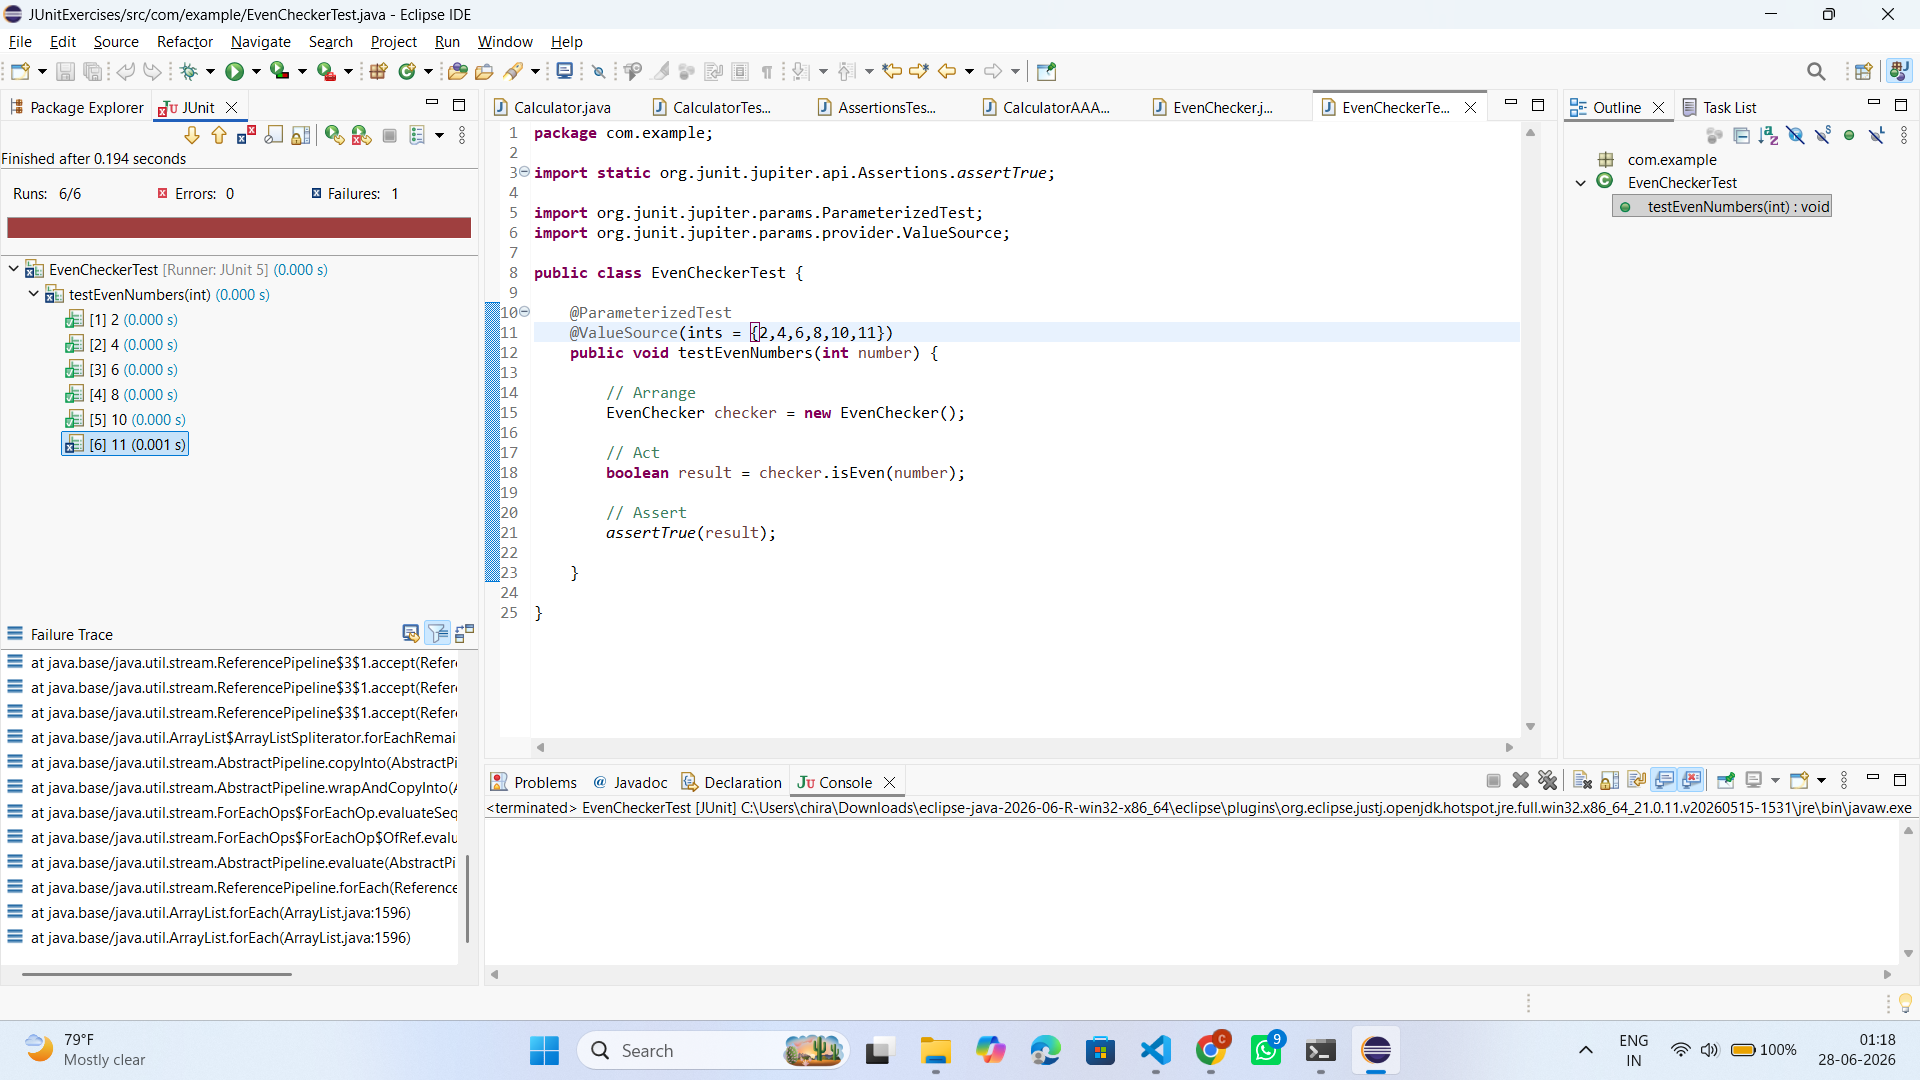 JUnitExercises/src/com/example/EvenCheckerTest.java - Eclipse IDE
File Edit Source Refactor Navigate Search Project Run Window Help
Package Explorer JUnit
Finished after 0.194 seconds
Runs: 6/6 Errors: 0 Failures: 1
EvenCheckerTest [Runner: JUnit 5] (0.000 s)
testEvenNumbers(int) (0.000 s)
[1] 2 (0.000 s)
[2] 4 (0.000 s)
[3] 6 (0.000 s)
[4] 8 (0.000 s)
[5] 10 (0.000 s)
[6] 11 (0.001 s)
Failure Trace
at java.base/java.util.stream.ReferencePipeline$3$1.accept(Refer
at java.base/java.util.stream.ReferencePipeline$3$1.accept(Refer
at java.base/java.util.stream.ReferencePipeline$3$1.accept(Refer
at java.base/java.util.ArrayList$ArrayListSpliterator.forEachRemai
at java.base/java.util.stream.AbstractPipeline.copyInto(AbstractPi
at java.base/java.util.stream.AbstractPipeline.wrapAndCopyInto(A
at java.base/java.util.stream.ForEachOps$ForEachOp.evaluateSeq
at java.base/java.util.stream.ForEachOps$ForEachOp$OfRef.evalu
at java.base/java.util.stream.AbstractPipeline.evaluate(AbstractPi
at java.base/java.util.stream.ReferencePipeline.forEach(Reference
at java.base/java.util.ArrayList.forEach(ArrayList.java:1596)
at java.base/java.util.ArrayList.forEach(ArrayList.java:1596)
Calculator.java CalculatorTes... AssertionsTes... CalculatorAAA... EvenChecker.j... EvenCheckerTe...
1 package com.example;
2
3 import static org.junit.jupiter.api.Assertions.assertTrue;
4
5 import org.junit.jupiter.params.ParameterizedTest;
6 import org.junit.jupiter.params.provider.ValueSource;
7
8 public class EvenCheckerTest {
9
10 @ParameterizedTest
11 @ValueSource(ints = {2,4,6,8,10,11})
12 public void testEvenNumbers(int number) {
13
14 // Arrange
15 EvenChecker checker = new EvenChecker();
16
17 // Act
18 boolean result = checker.isEven(number);
19
20 // Assert
21 assertTrue(result);
22
23 }
24
25 }
Outline Task List
com.example
EvenCheckerTest
testEvenNumbers(int) : void
Problems Javadoc Declaration Console
<terminated> EvenCheckerTest [JUnit] C:\Users\chira\Downloads\eclipse-java-2026-06-R-win32-x86_64\eclipse\plugins\org.eclipse.justj.openjdk.hotspot.jre.full.win32.x86_64_21.0.11.v20260515-1531\jre\bin\javaw.exe
79°F
Mostly clear
Search
C
9
ENG
IN
100%
01:18
28-06-2026